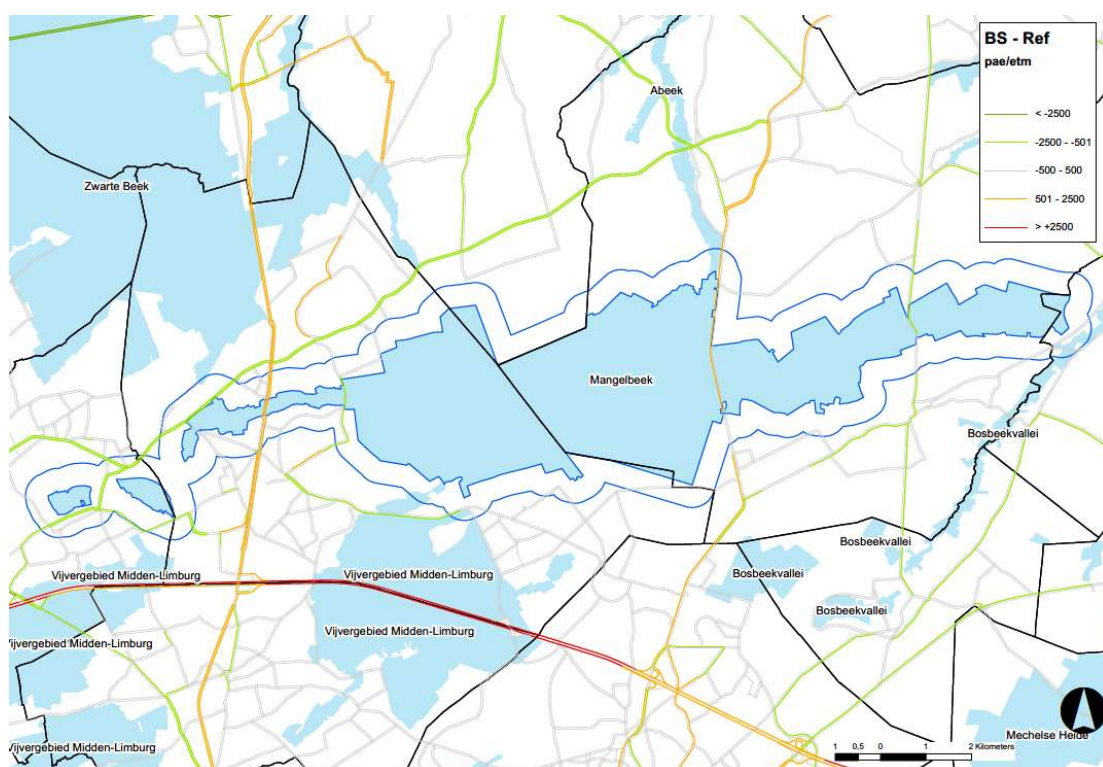 BS - Ref
pae/etm
< -2500
-2500 - -501
-500 - 500
501 - 2500
> +2500
Abeek
Zwarte Beek
Mangelbeek
Bosbeekvallei
Bosbeekvallei
Vijvergebied Midden-Limburg
Vijvergebied Midden-Limburg
Bosbeekvallei
Bosbeekvallei
Vijvergebied Midden-Limburg
Vijvergebied Midden-Limburg
Mechelse Heide
Vijvergebied Midden-Limburg
1 0,5 0 1 2 Kilometers